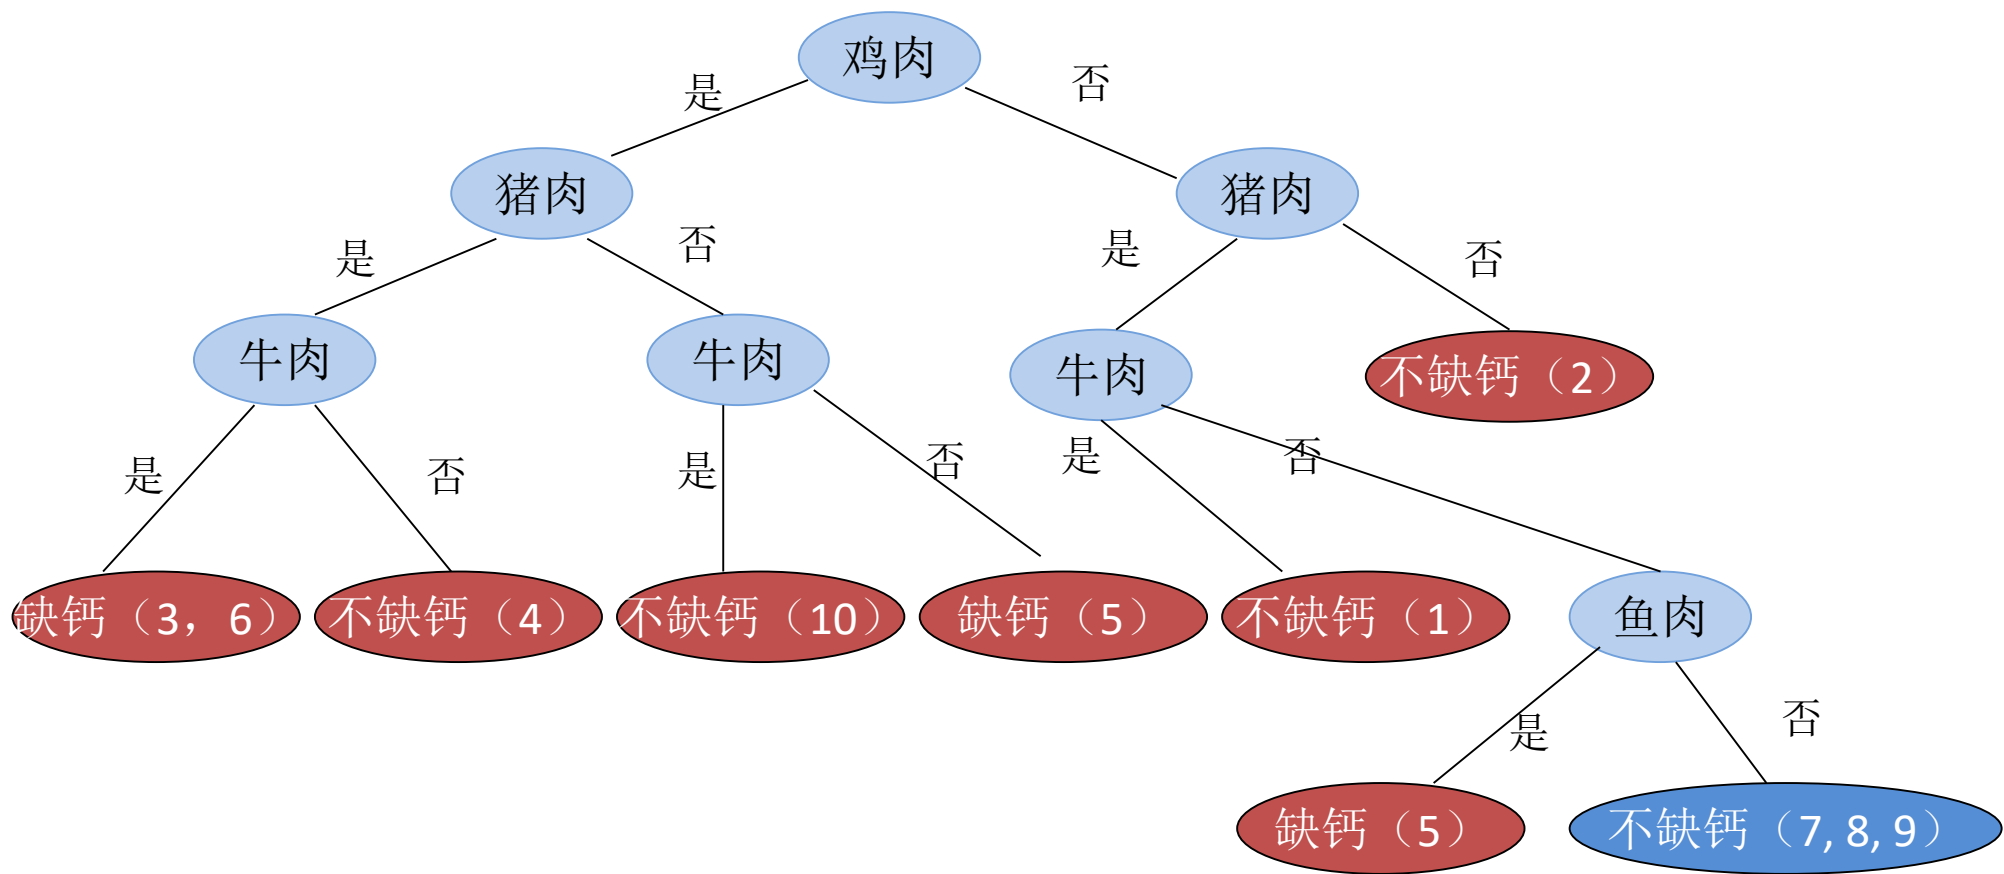 鸡肉
是
否
猪肉
猪肉
是
否
是
否
牛肉
牛肉
牛肉
不缺钙（2）
是
否
是
否
是
否
缺钙（3，6）
不缺钙（4）
不缺钙（10）
缺钙（5）
不缺钙（1）
鱼肉
是
否
缺钙（5）
不缺钙（7, 8, 9）